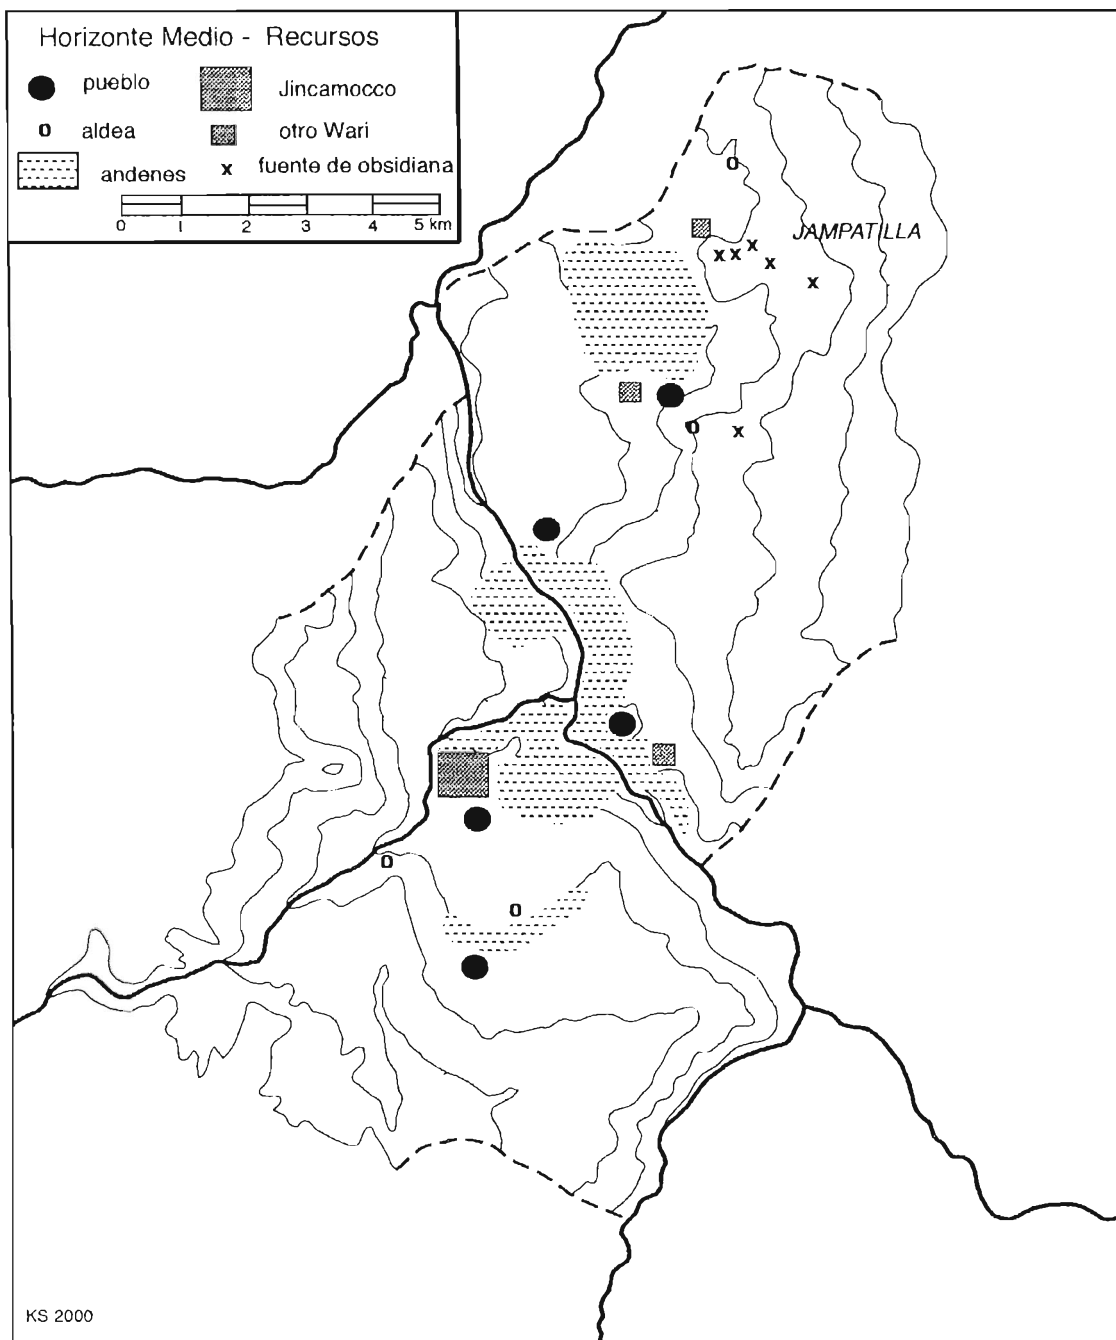 Horizonte Medio - Recursos
pueblo
Jincamocco
aldea
otro Wari
andenes
x fuente de obsidiana
0 1 2 3 4 5 km
JAMPATILLA
x x x x x
x
KS 2000